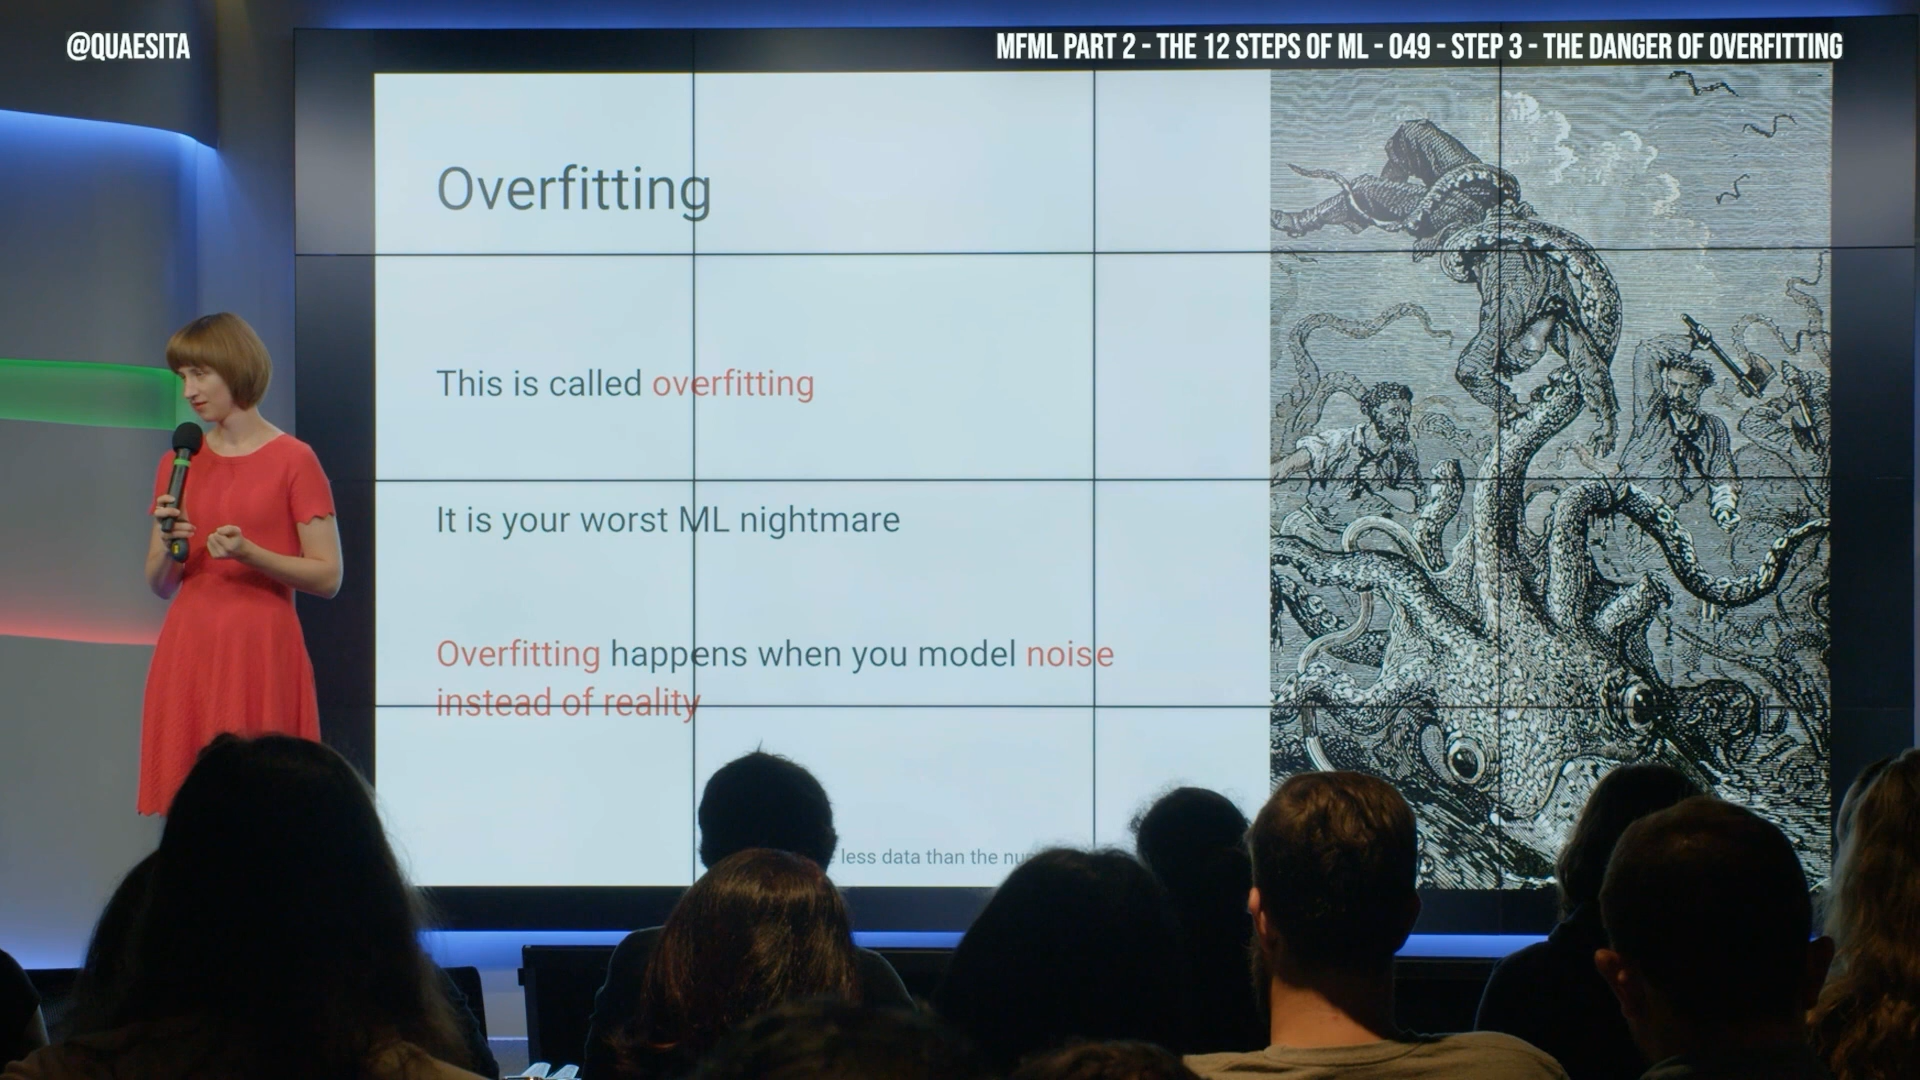 @QUAESITA
MFML PART 2 - THE 12 STEPS OF ML - 049 - STEP 3 - THE DANGER OF OVERFITTING
Overfitting
This is called overfitting
It is your worst ML nightmare
Overfitting happens when you model noise
instead of reality
less data than the